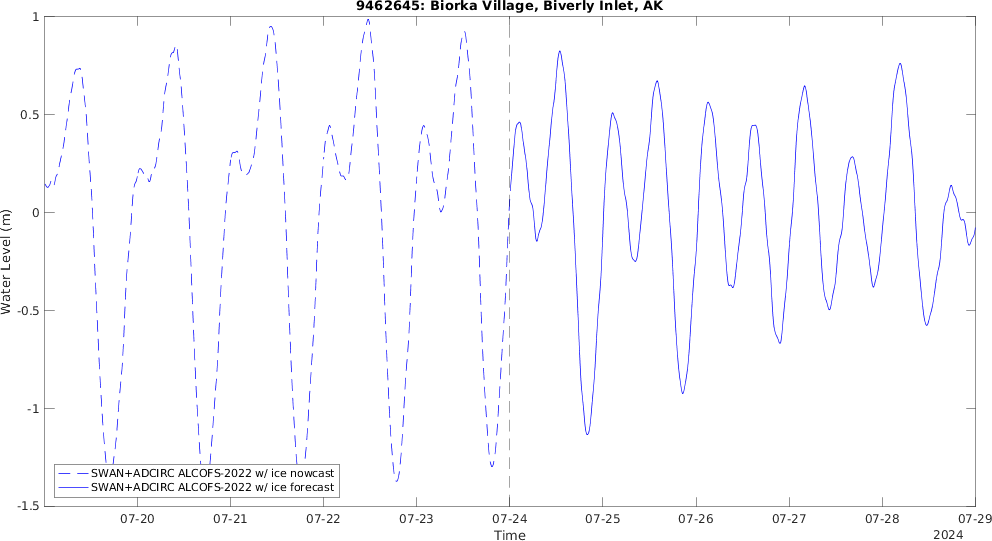 9462645: Biorka Village, Biverly Inlet, AK
Water Level (m)
1
0.5
0
-0.5
-1
-1.5
SWAN+ADCIRC ALCOFS-2022 w/ ice nowcast
SWAN+ADCIRC ALCOFS-2022 w/ ice forecast
07-20 07-21 07-22 07-23 07-24 07-25 07-26 07-27 07-28 07-29
Time
2024